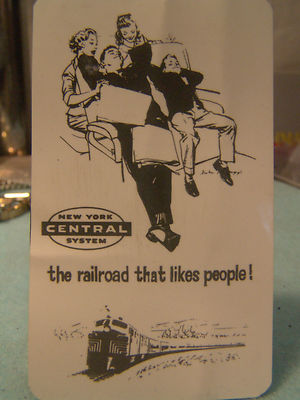 NEW YORK
CENTRAL
SYSTEM
the railroad that likes people!